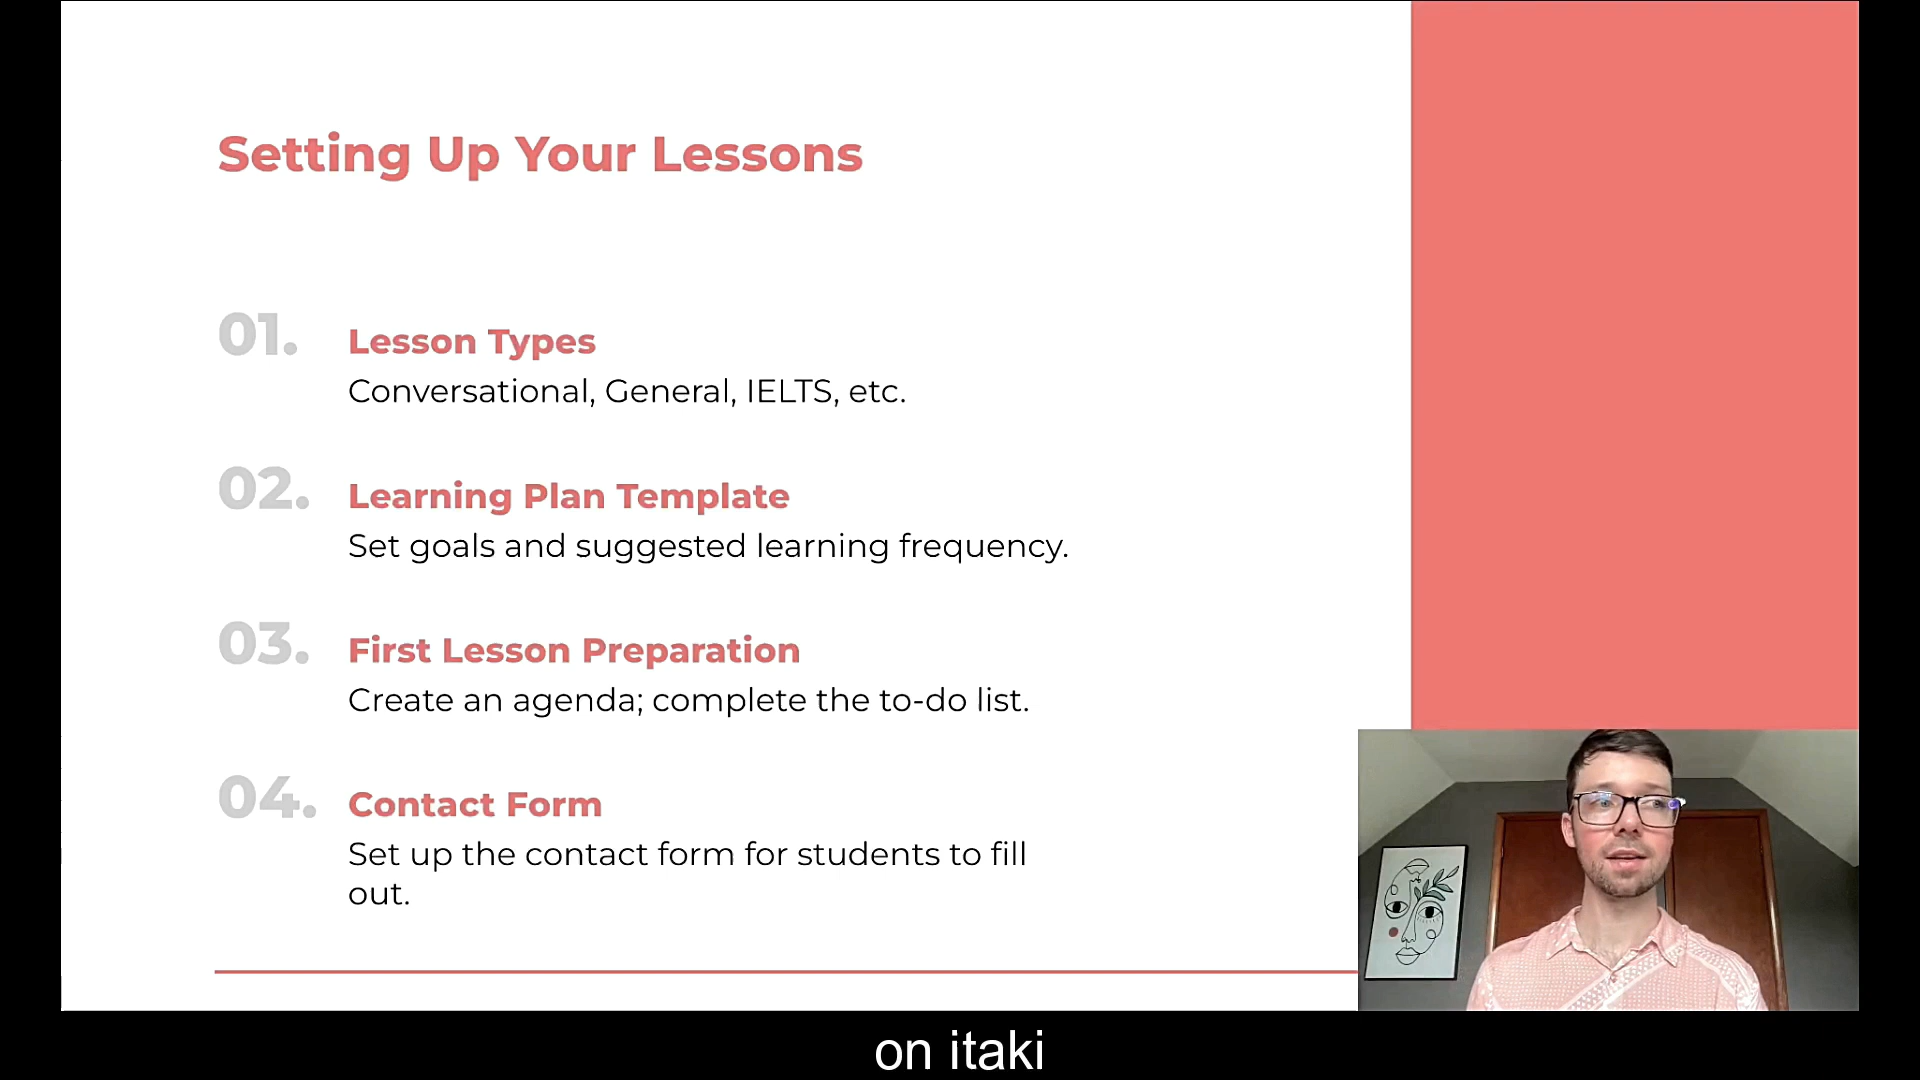 Setting Up Your Lessons
01.
Lesson Types
Conversational, General, IELTS, etc.
02.
Learning Plan Template
Set goals and suggested learning frequency.
03.
First Lesson Preparation
Create an agenda; complete the to-do list.
04.
Contact Form
Set up the contact form for students to fill
out.
on itaki